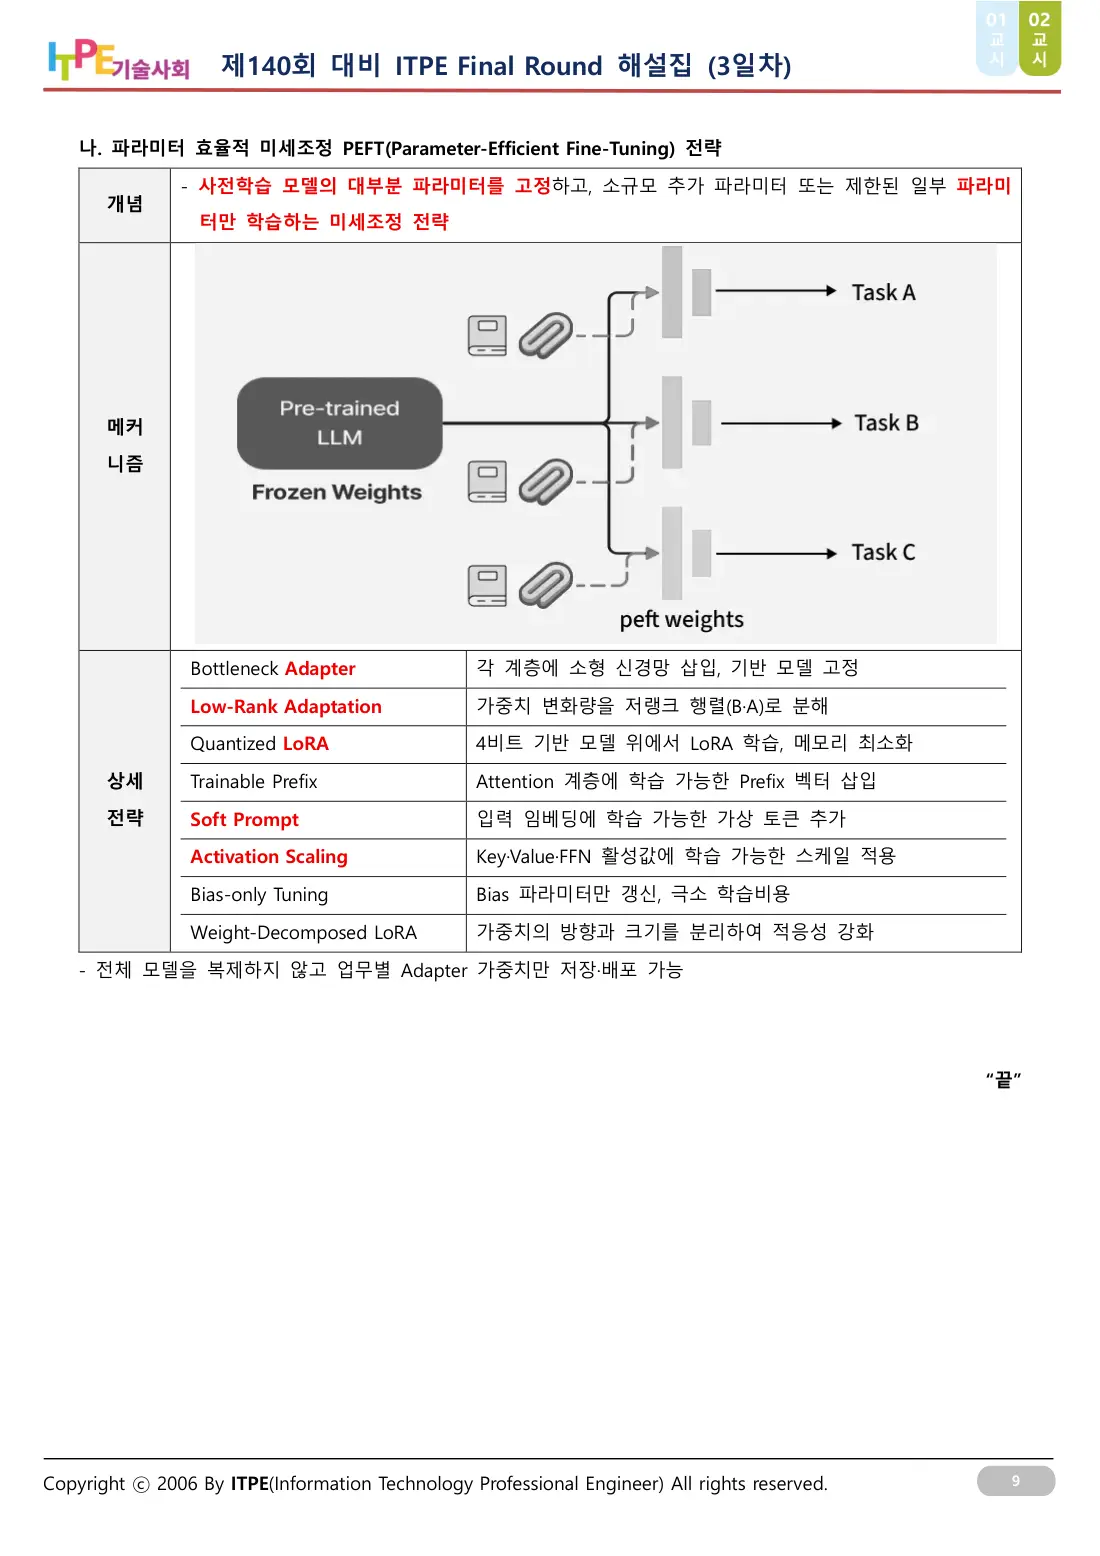 01
교
시
02
교
시
ITPE기술사회 제140회 대비 ITPE Final Round 해설집 (3일차)
나. 파라미터 효율적 미세조정 PEFT(Parameter-Efficient Fine-Tuning) 전략
개념
- 사전학습 모델의 대부분 파라미터를 고정하고, 소규모 추가 파라미터 또는 제한된 일부 파라미
터만 학습하는 미세조정 전략
메커
니즘
Pre-trained
LLM
Frozen Weights
Task A
Task B
Task C
peft weights
상세
전략
Bottleneck Adapter 각 계층에 소형 신경망 삽입, 기반 모델 고정
Low-Rank Adaptation 가중치 변화량을 저랭크 행렬(B·A)로 분해
Quantized LoRA 4비트 기반 모델 위에서 LoRA 학습, 메모리 최소화
Trainable Prefix Attention 계층에 학습 가능한 Prefix 벡터 삽입
Soft Prompt 입력 임베딩에 학습 가능한 가상 토큰 추가
Activation Scaling Key·Value·FFN 활성값에 학습 가능한 스케일 적용
Bias-only Tuning Bias 파라미터만 갱신, 극소 학습비용
Weight-Decomposed LoRA 가중치의 방향과 크기를 분리하여 적응성 강화
- 전체 모델을 복제하지 않고 업무별 Adapter 가중치만 저장·배포 가능
“끝”
Copyright ⓒ 2006 By ITPE(Information Technology Professional Engineer) All rights reserved.
9